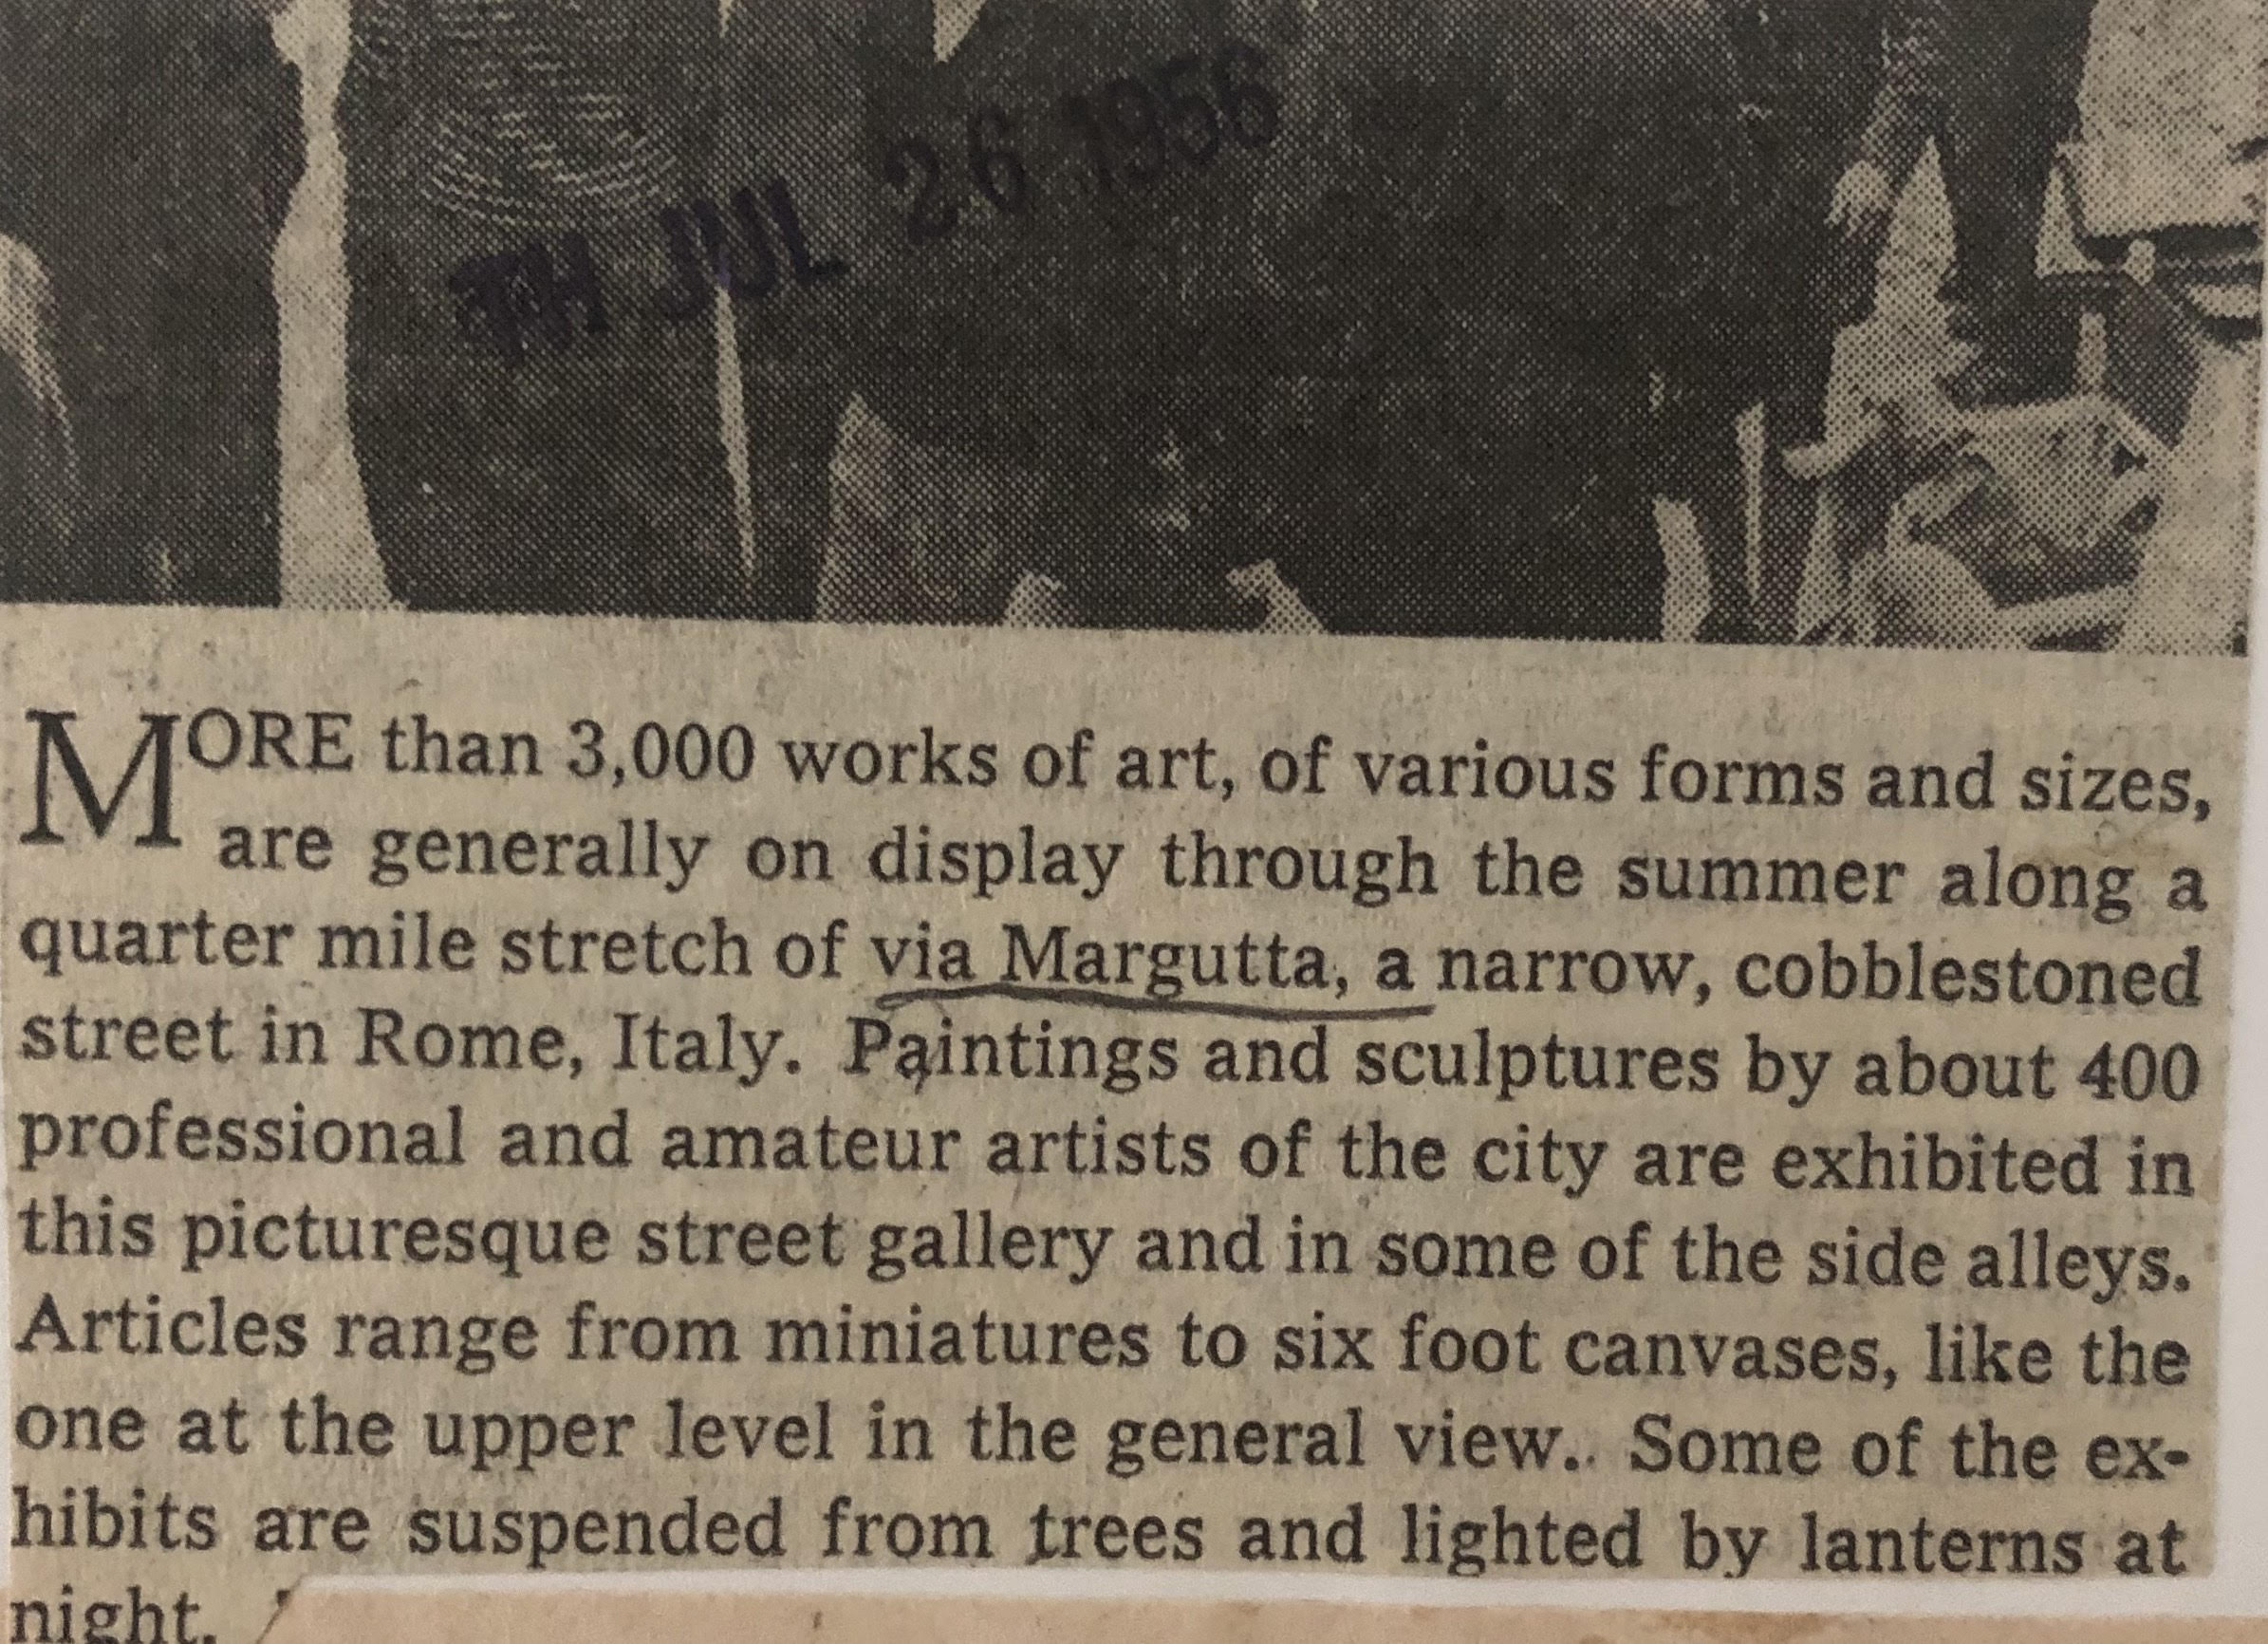 TH JUL 26 1956
MORE than 3,000 works of art, of various forms and sizes,
are generally on display through the summer along a
quarter mile stretch of via Margutta, a narrow, cobblestoned
street in Rome, Italy. Paintings and sculptures by about 400
professional and amateur artists of the city are exhibited in
this picturesque street gallery and in some of the side alleys.
Articles range from miniatures to six foot canvases, like the
one at the upper level in the general view. Some of the ex-
hibits are suspended from trees and lighted by lanterns at
night.